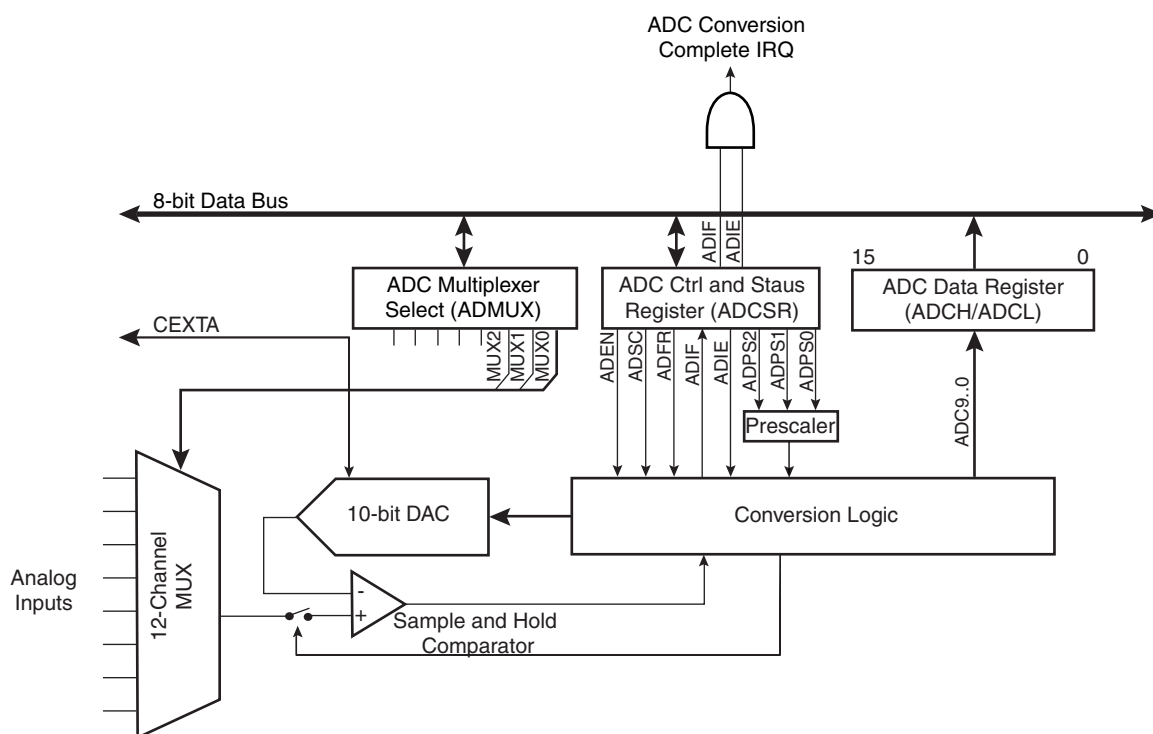 ADC Conversion
Complete IRQ
8-bit Data Bus
ADIF
ADIE
15
0
ADC Multiplexer
Select (ADMUX)
ADC Ctrl and Staus
Register (ADCSR)
ADC Data Register
(ADCH/ADCL)
CEXTA
MUX2
MUX1
MUX0
ADEN
ADSC
ADFR
ADIF
ADIE
ADPS2
ADPS1
ADPS0
ADC9..0
Prescaler
10-bit DAC
Conversion Logic
Analog
Inputs
12-Channel
MUX
-
+
Sample and Hold
Comparator